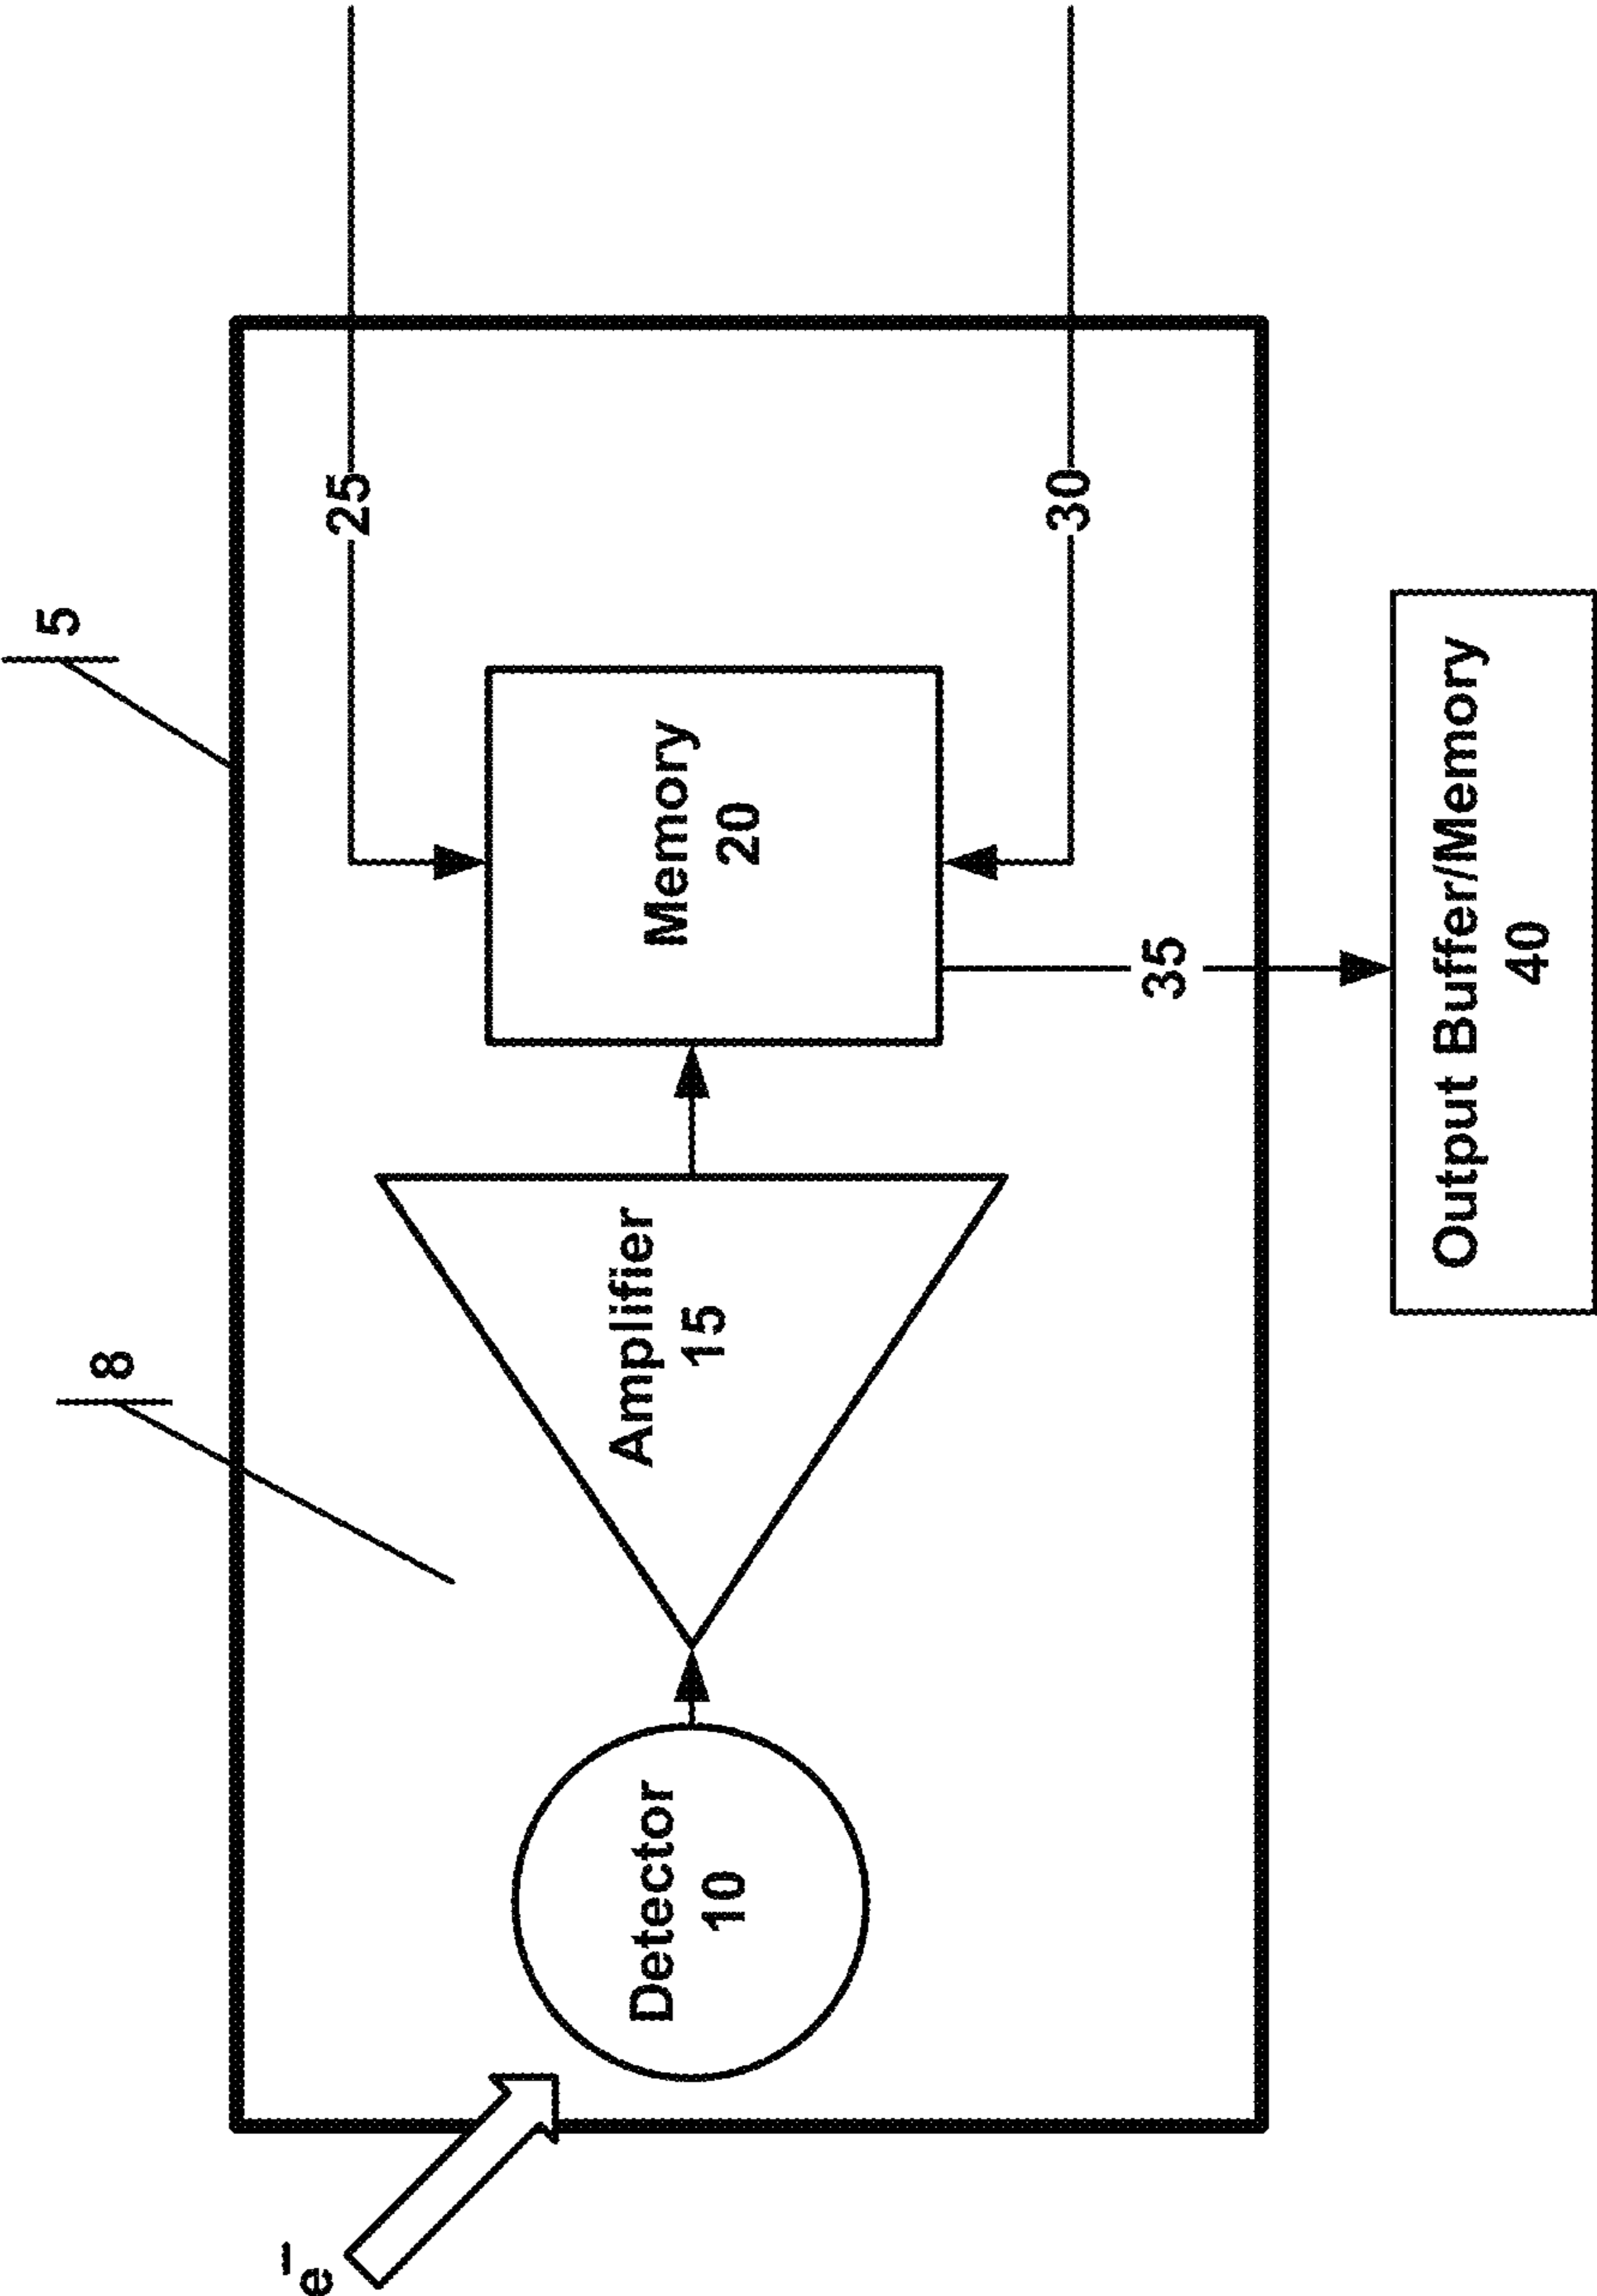 5
8
25
e⁻
Detector
10
Amplifier
15
Memory
20
30
35
Output Buffer/Memory
40